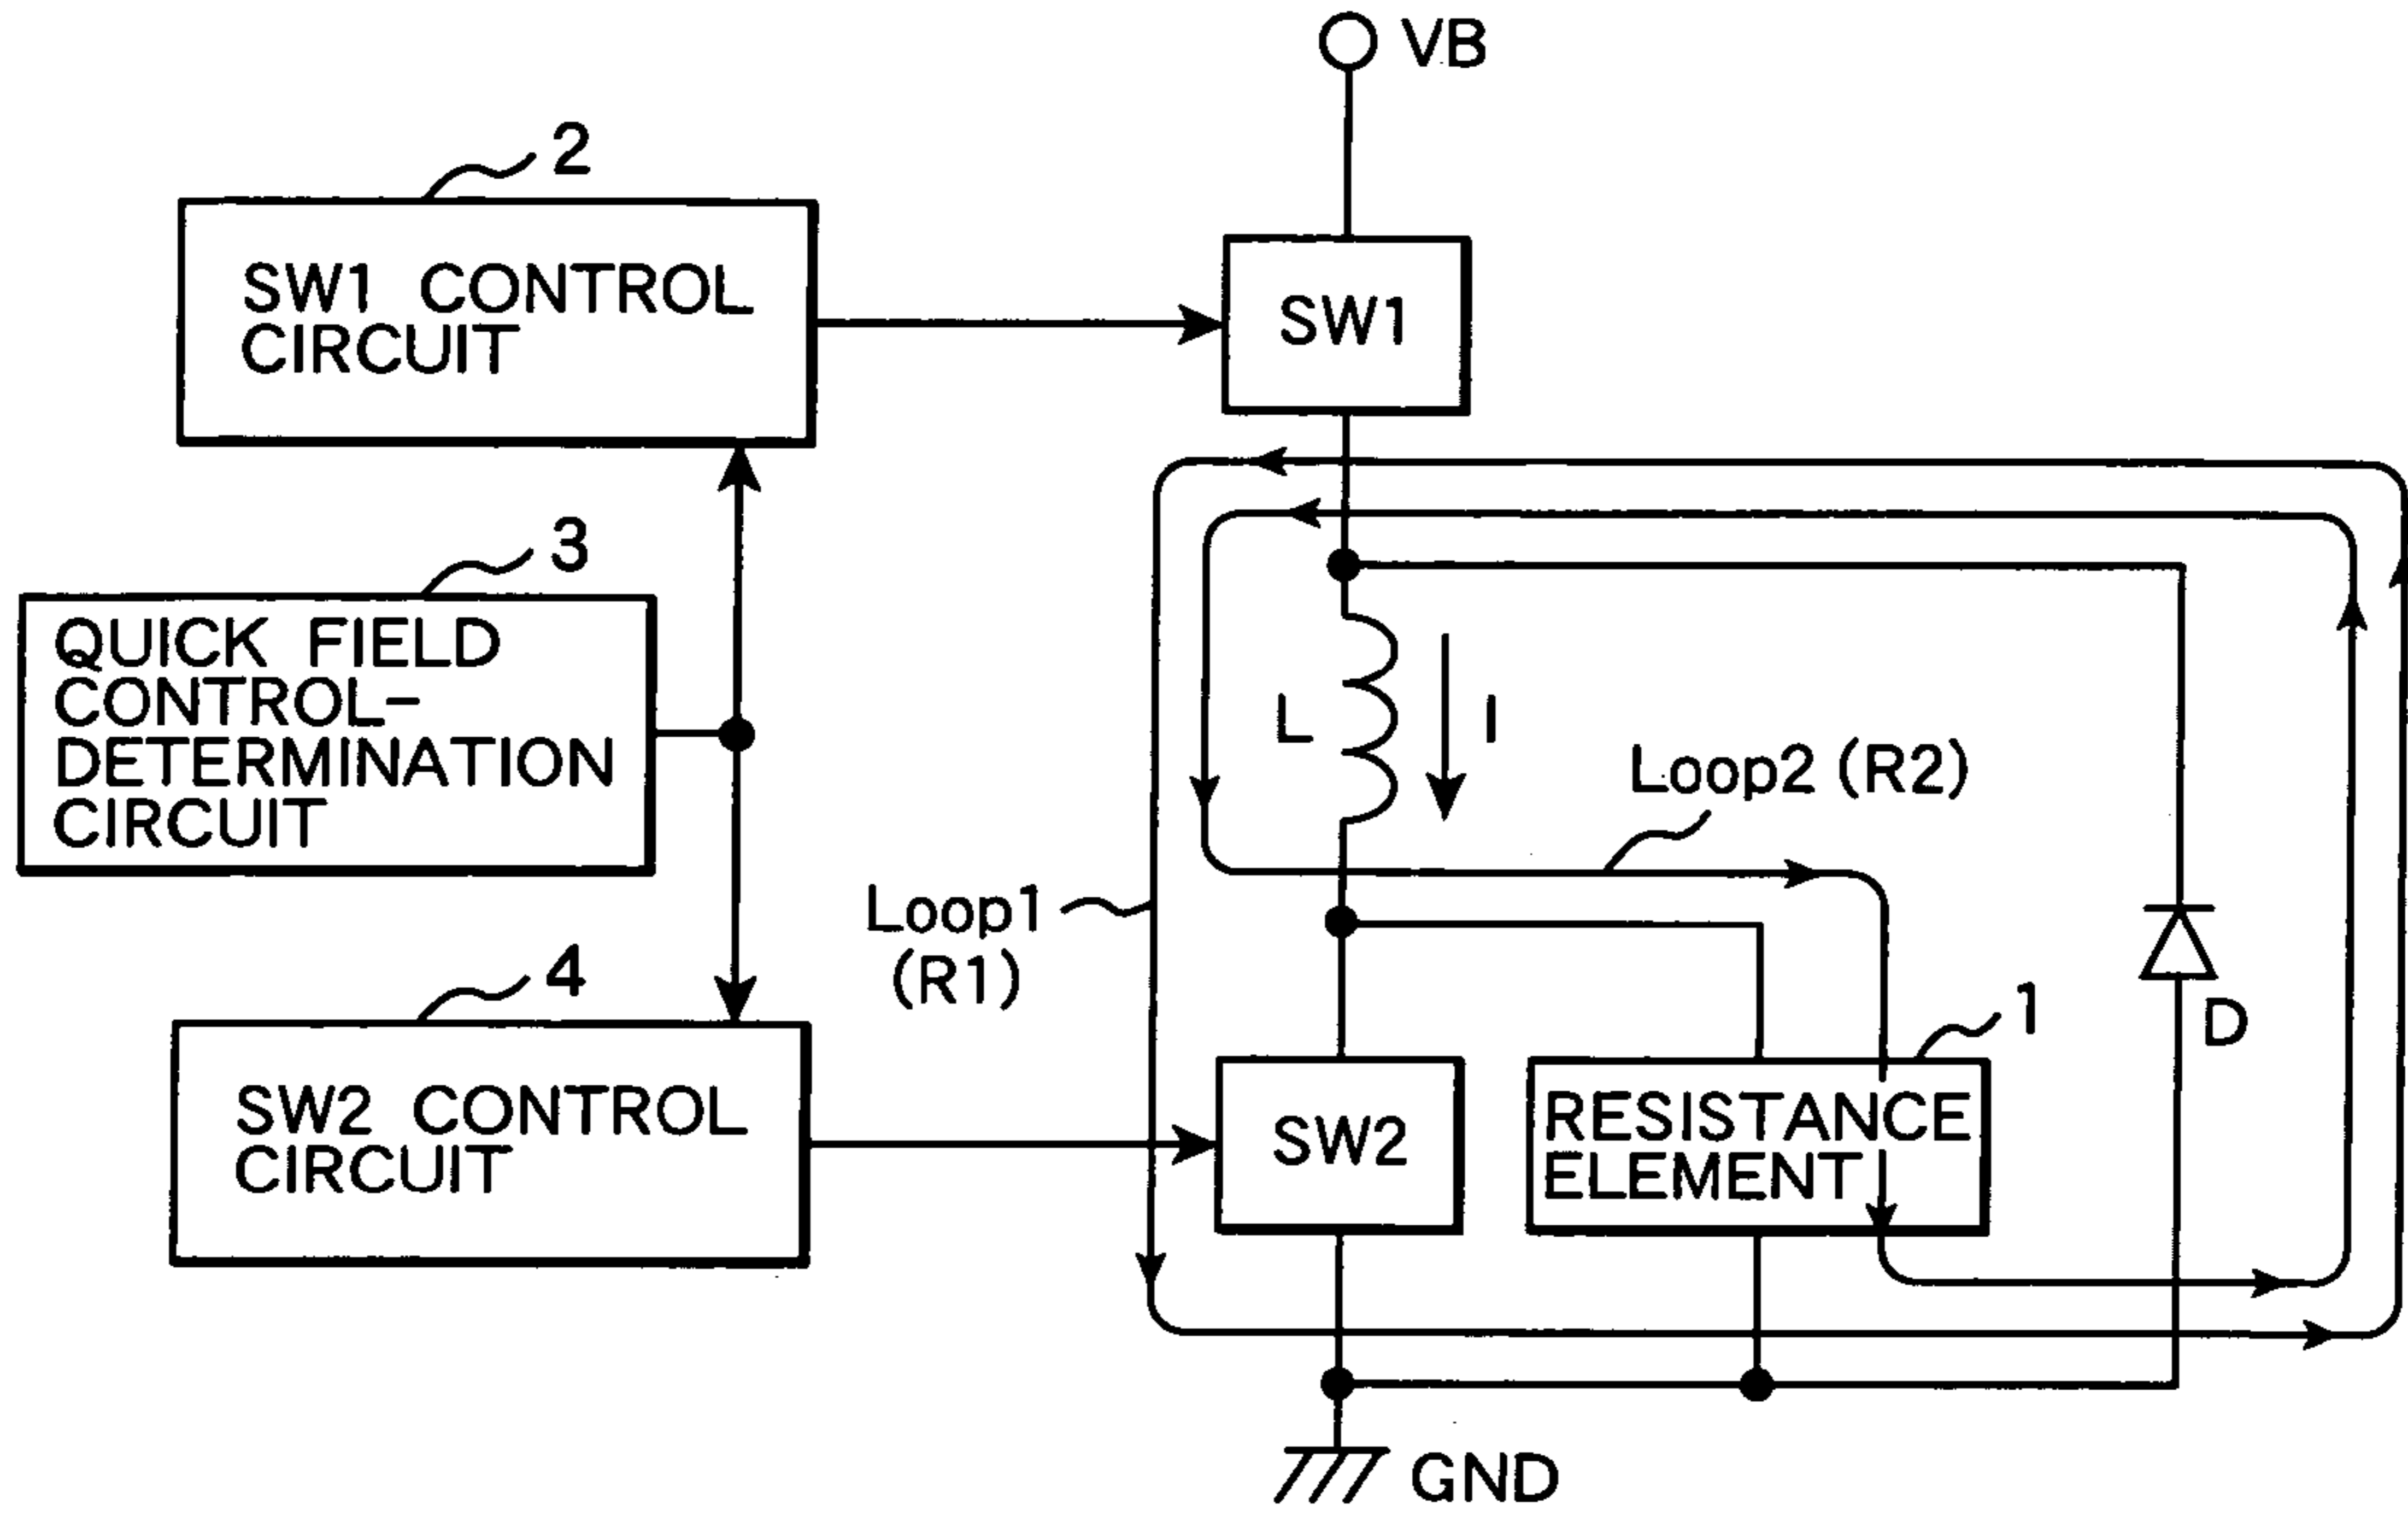 VB
2
SW1 CONTROL
CIRCUIT
SW1
3
QUICK FIELD
CONTROL-
DETERMINATION
CIRCUIT
L
I
Loop2 (R2)
Loop1
(R1)
4
SW2 CONTROL
CIRCUIT
SW2
1
RESISTANCE
ELEMENT
D
GND